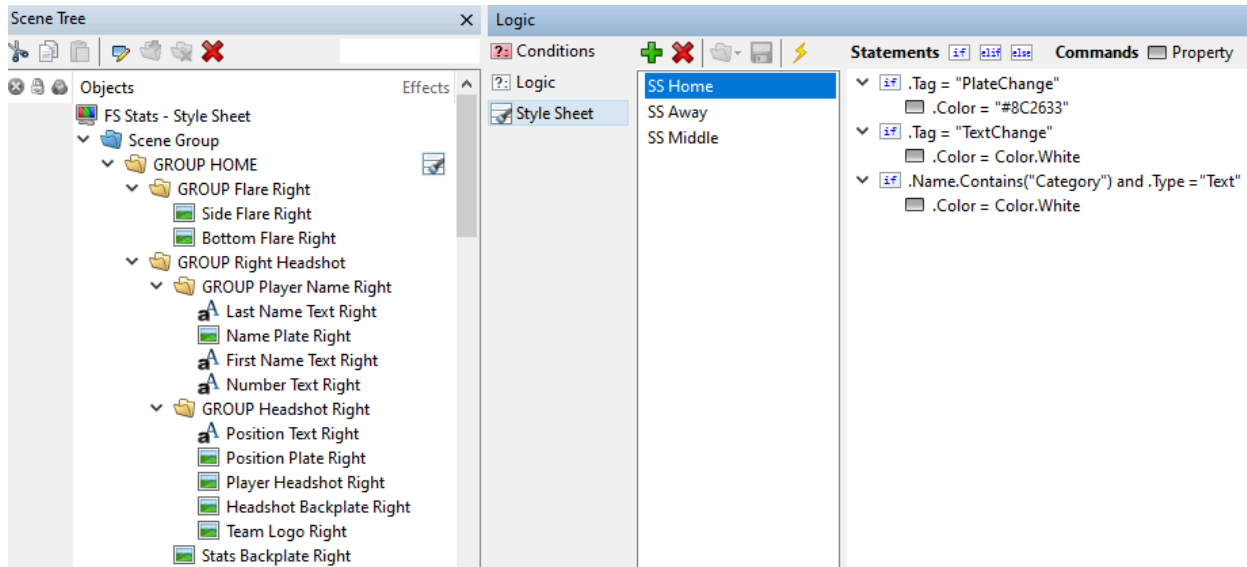 Scene Tree
Objects
Effects
FS Stats - Style Sheet
Scene Group
GROUP HOME
GROUP Flare Right
Side Flare Right
Bottom Flare Right
GROUP Right Headshot
GROUP Player Name Right
Last Name Text Right
Name Plate Right
First Name Text Right
Number Text Right
GROUP Headshot Right
Position Text Right
Position Plate Right
Player Headshot Right
Headshot Backplate Right
Team Logo Right
Stats Backplate Right
Logic
?: Conditions
?: Logic
Style Sheet
SS Home
SS Away
SS Middle
Statements if elif else Commands Property
if .Tag = "PlateChange"
.Color = "#8C2633"
if .Tag = "TextChange"
.Color = Color.White
if .Name.Contains("Category") and .Type ="Text"
.Color = Color.White